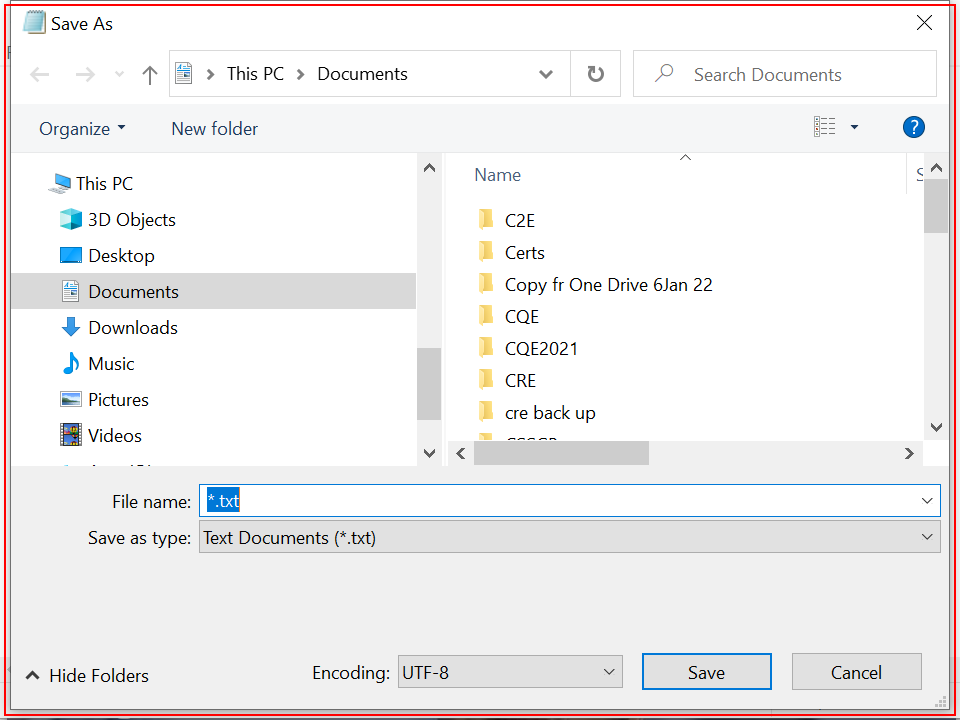 Save As
This PC
Documents
Search Documents
Organize
New folder
?
This PC
3D Objects
Desktop
Documents
Downloads
Music
Pictures
Videos
Name
C2E
Certs
Copy fr One Drive 6Jan 22
CQE
CQE2021
CRE
cre back up
File name: *.txt
Save as type: Text Documents (*.txt)
Hide Folders
Encoding: UTF-8
Save
Cancel